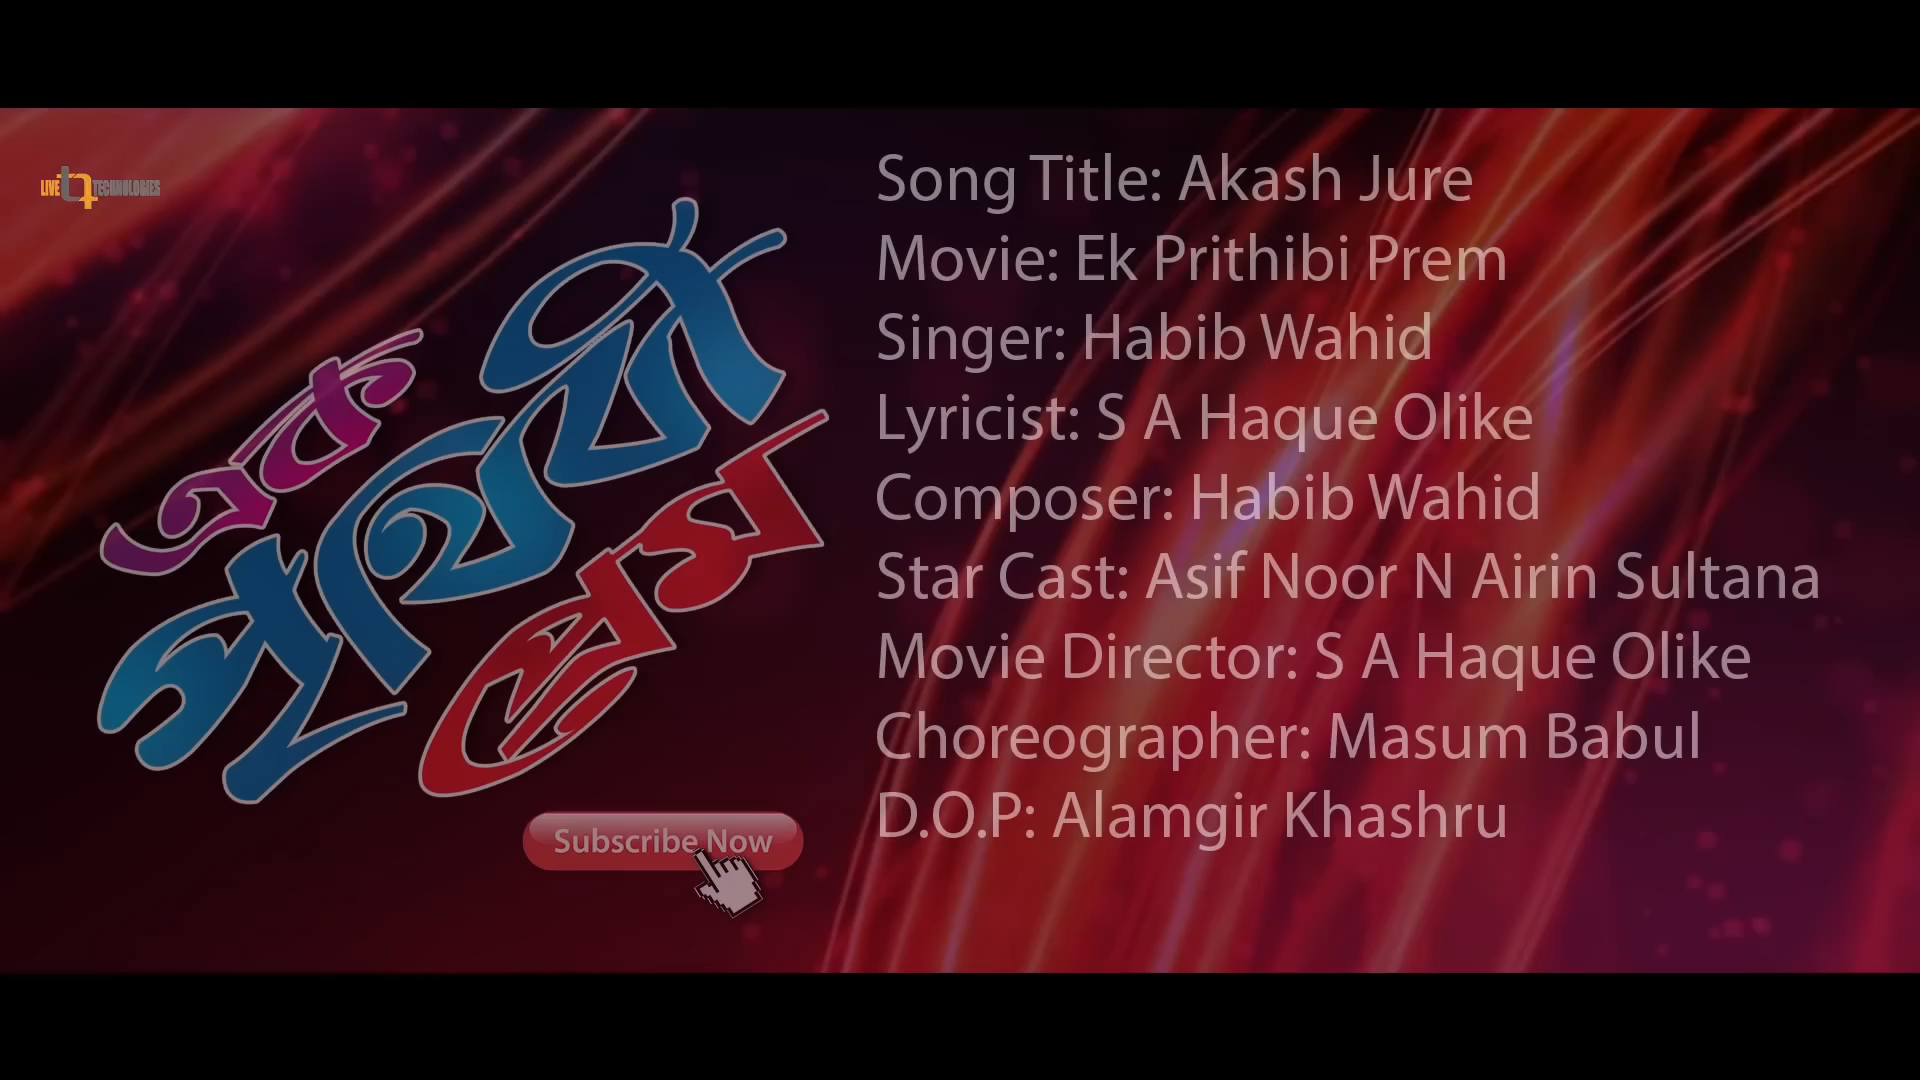 LIVE TECHNOLOGIES
এক
পৃথিবী
প্রেম
Song Title: Akash Jure
Movie: Ek Prithibi Prem
Singer: Habib Wahid
Lyricist: S A Haque Olike
Composer: Habib Wahid
Star Cast: Asif Noor N Airin Sultana
Movie Director: S A Haque Olike
Choreographer: Masum Babul
D.O.P: Alamgir Khashru
Subscribe Now